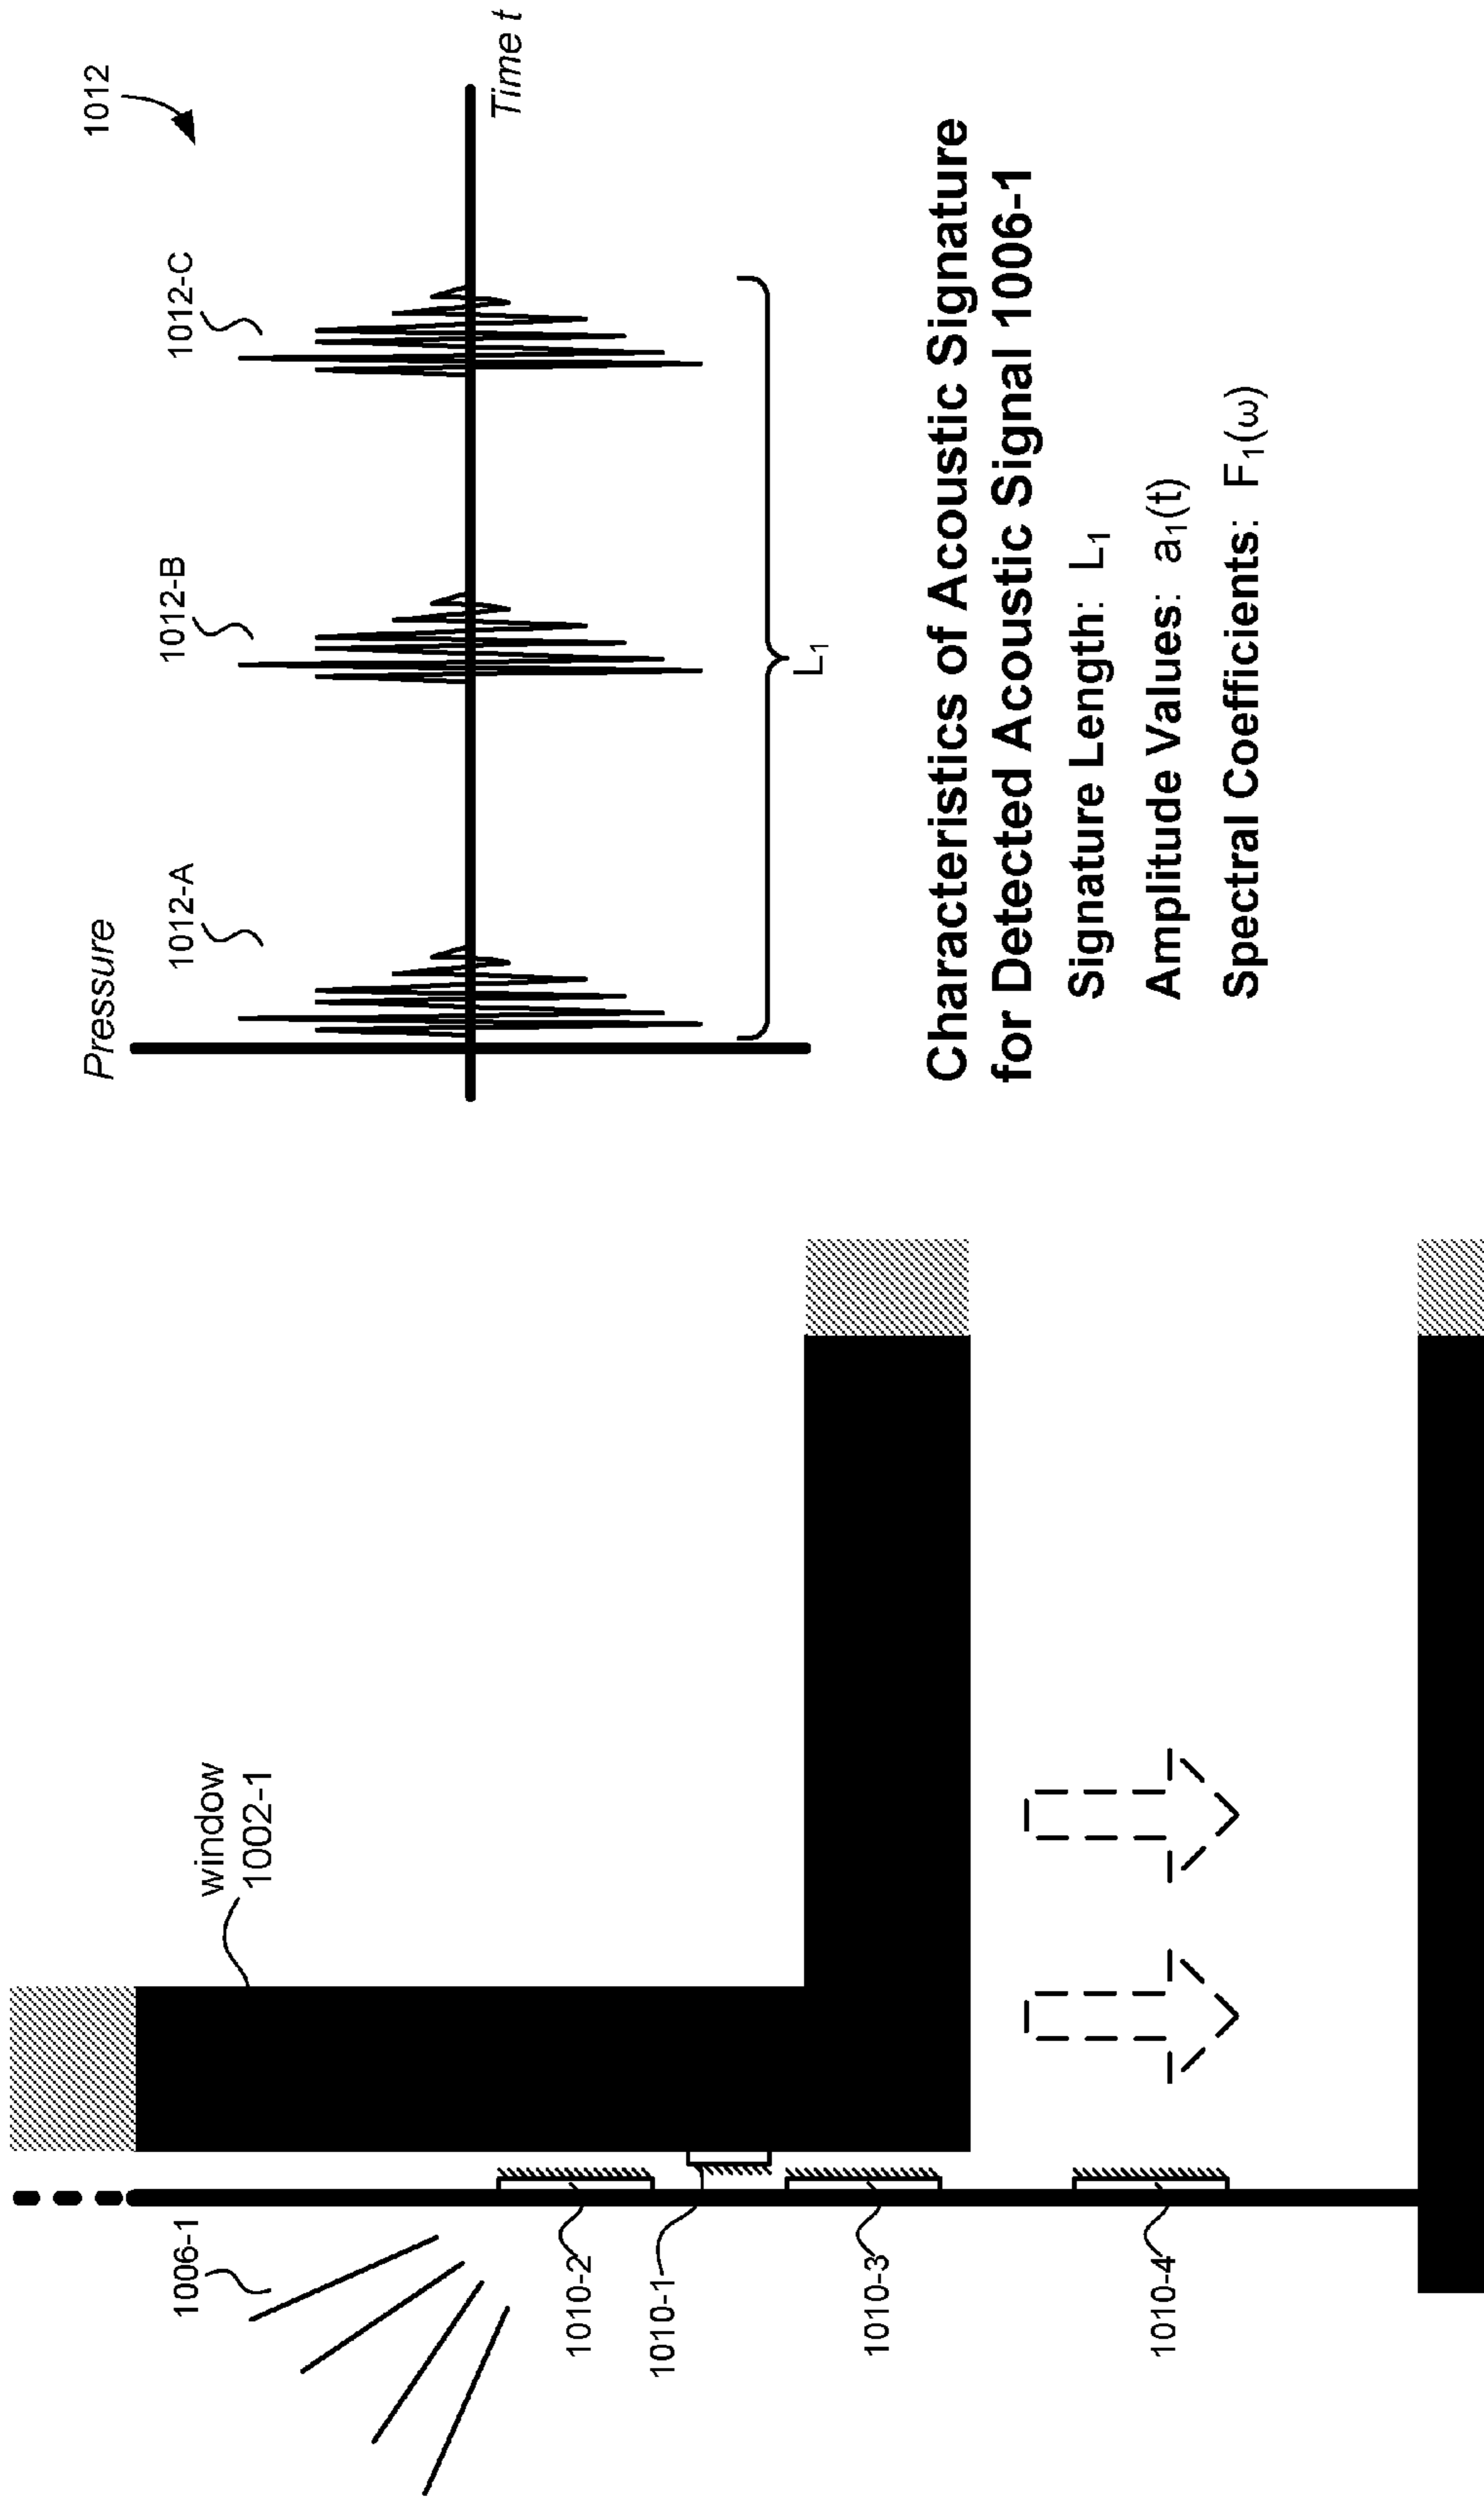 1012
Pressure
1012-A
1012-B
1012-C
Time t
L₁
Characteristics of Acoustic Signature
for Detected Acoustic Signal 1006-1
Signature Length: L₁
Amplitude Values: a₁(t)
Spectral Coefficients: F₁(ω)
1006-1
window
1002-1
1010-2
1010-1
1010-3
1010-4